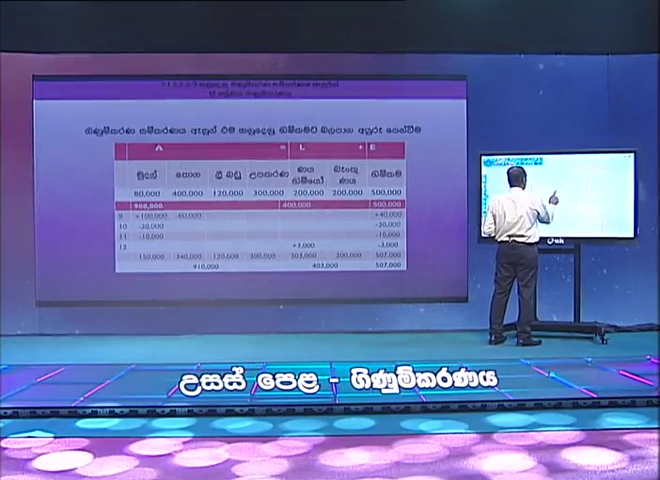 ගිණුම්කරණ සමීකරණය ඇසුන් එම ගනුදෙනු හිමිකමට බලපාන අයුරු පෙන්වීම
A = L + E
මුදල් තොග ලී බඩු උපකරණ ණය හිමියෝ බැංකු ණය හිමිකම
80,000 400,000 120,000 300,000 200,000 200,000 500,000
900,000 400,000 500,000
9 +100,000 -60,000 +40,000
10 -20,000 -20,000
11 -10,000 -10,000
12 +3,000 -3,000
150,000 340,000 120,000 300,000 203,000 200,000 507,000
910,000 403,000 507,000
උසස් පෙළ - ගිණුම්කරණය